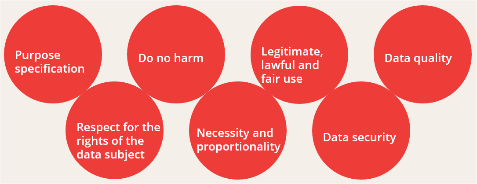 Purpose
specification
Do no harm
Legitimate,
lawful and
fair use
Data quality
Respect for the
rights of the
data subject
Necessity and
proportionality
Data security